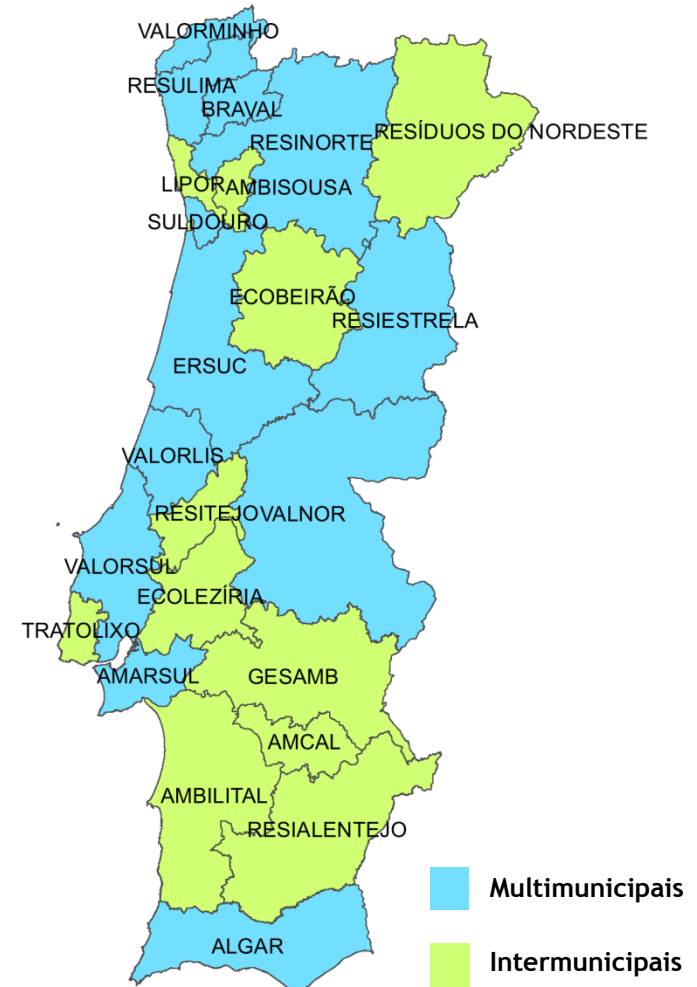 VALORMINHO
RESULIMA
BRAVAL
RESINORTE
RESÍDUOS DO NORDESTE
LIPOR
AMBISOUSA
SULDOURO
ECOBEIRÃO
RESIESTRELA
ERSUC
VALORLIS
RESITEJO
VALNOR
VALORSUL
ECOLEZÍRIA
TRATOLIXO
AMARSUL
GESAMB
AMCAL
AMBILITAL
RESIALENTEJO
Multimunicipais
ALGAR
Intermunicipais